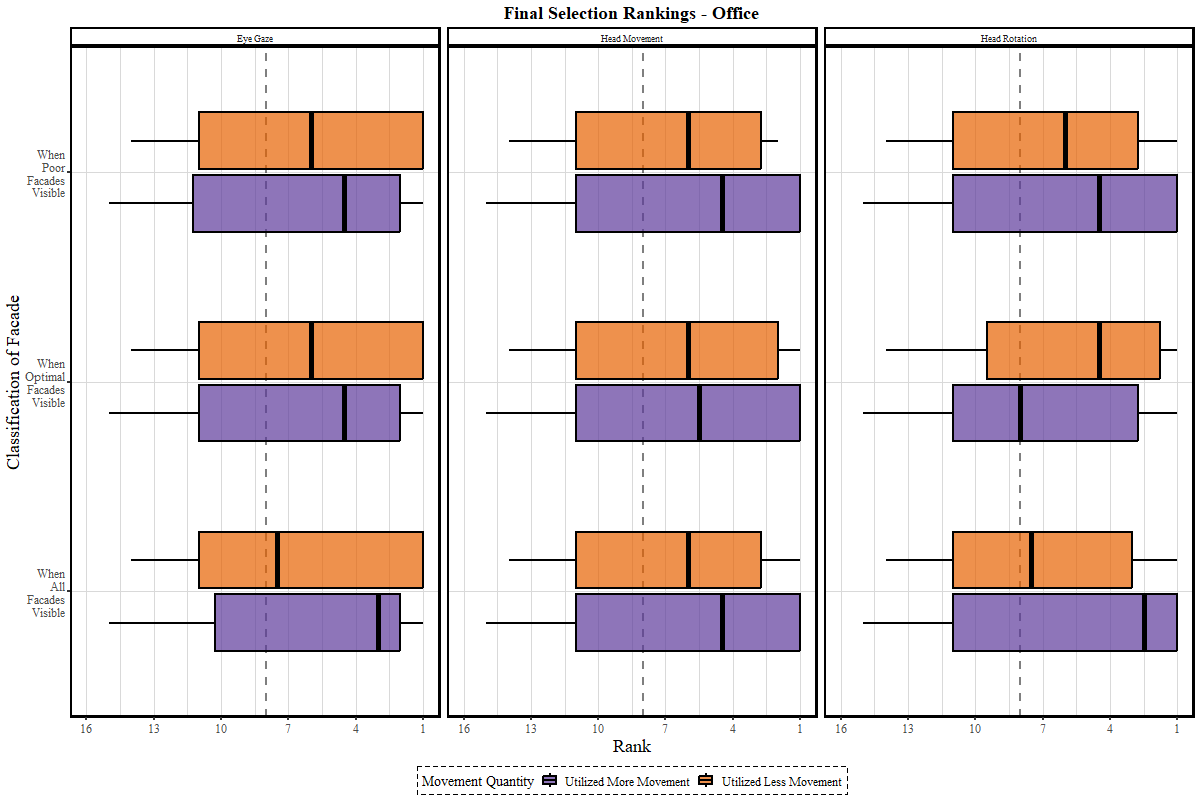 Final Selection Rankings - Office
Eye Gaze
Head Movement
Head Rotation
Classification of Facade
When
Poor
Facades
Visible
When
Optimal
Facades
Visible
When
All
Facades
Visible
16 13 10 7 4 1
16 13 10 7 4 1
16 13 10 7 4 1
Rank
Movement Quantity Utilized More Movement Utilized Less Movement